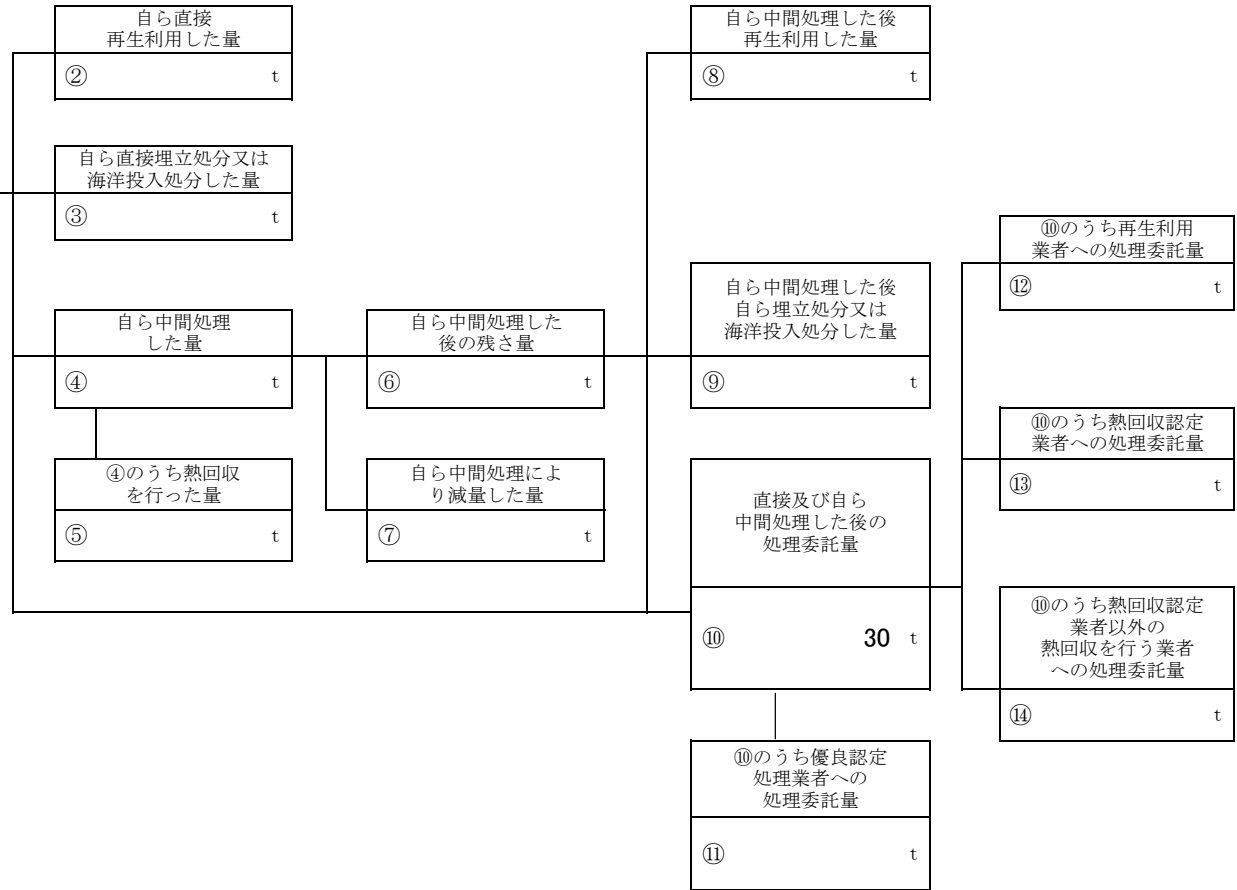 自ら直接
再生利用した量
② t
自ら中間処理した後
再生利用した量
⑧ t
自ら直接埋立処分又は
海洋投入処分した量
③ t
⑩のうち再生利用
業者への処理委託量
⑫ t
自ら中間処理
した量
④ t
自ら中間処理した
後の残さ量
⑥ t
自ら中間処理した後
自ら埋立処分又は
海洋投入処分した量
⑨ t
⑩のうち熱回収認定
業者への処理委託量
⑬ t
④のうち熱回収
を行った量
⑤ t
自ら中間処理によ
り減量した量
⑦ t
直接及び自ら
中間処理した後の
処理委託量
⑩ 30 t
⑩のうち熱回収認定
業者以外の
熱回収を行う業者
への処理委託量
⑭ t
⑩のうち優良認定
処理業者への
処理委託量
⑪ t